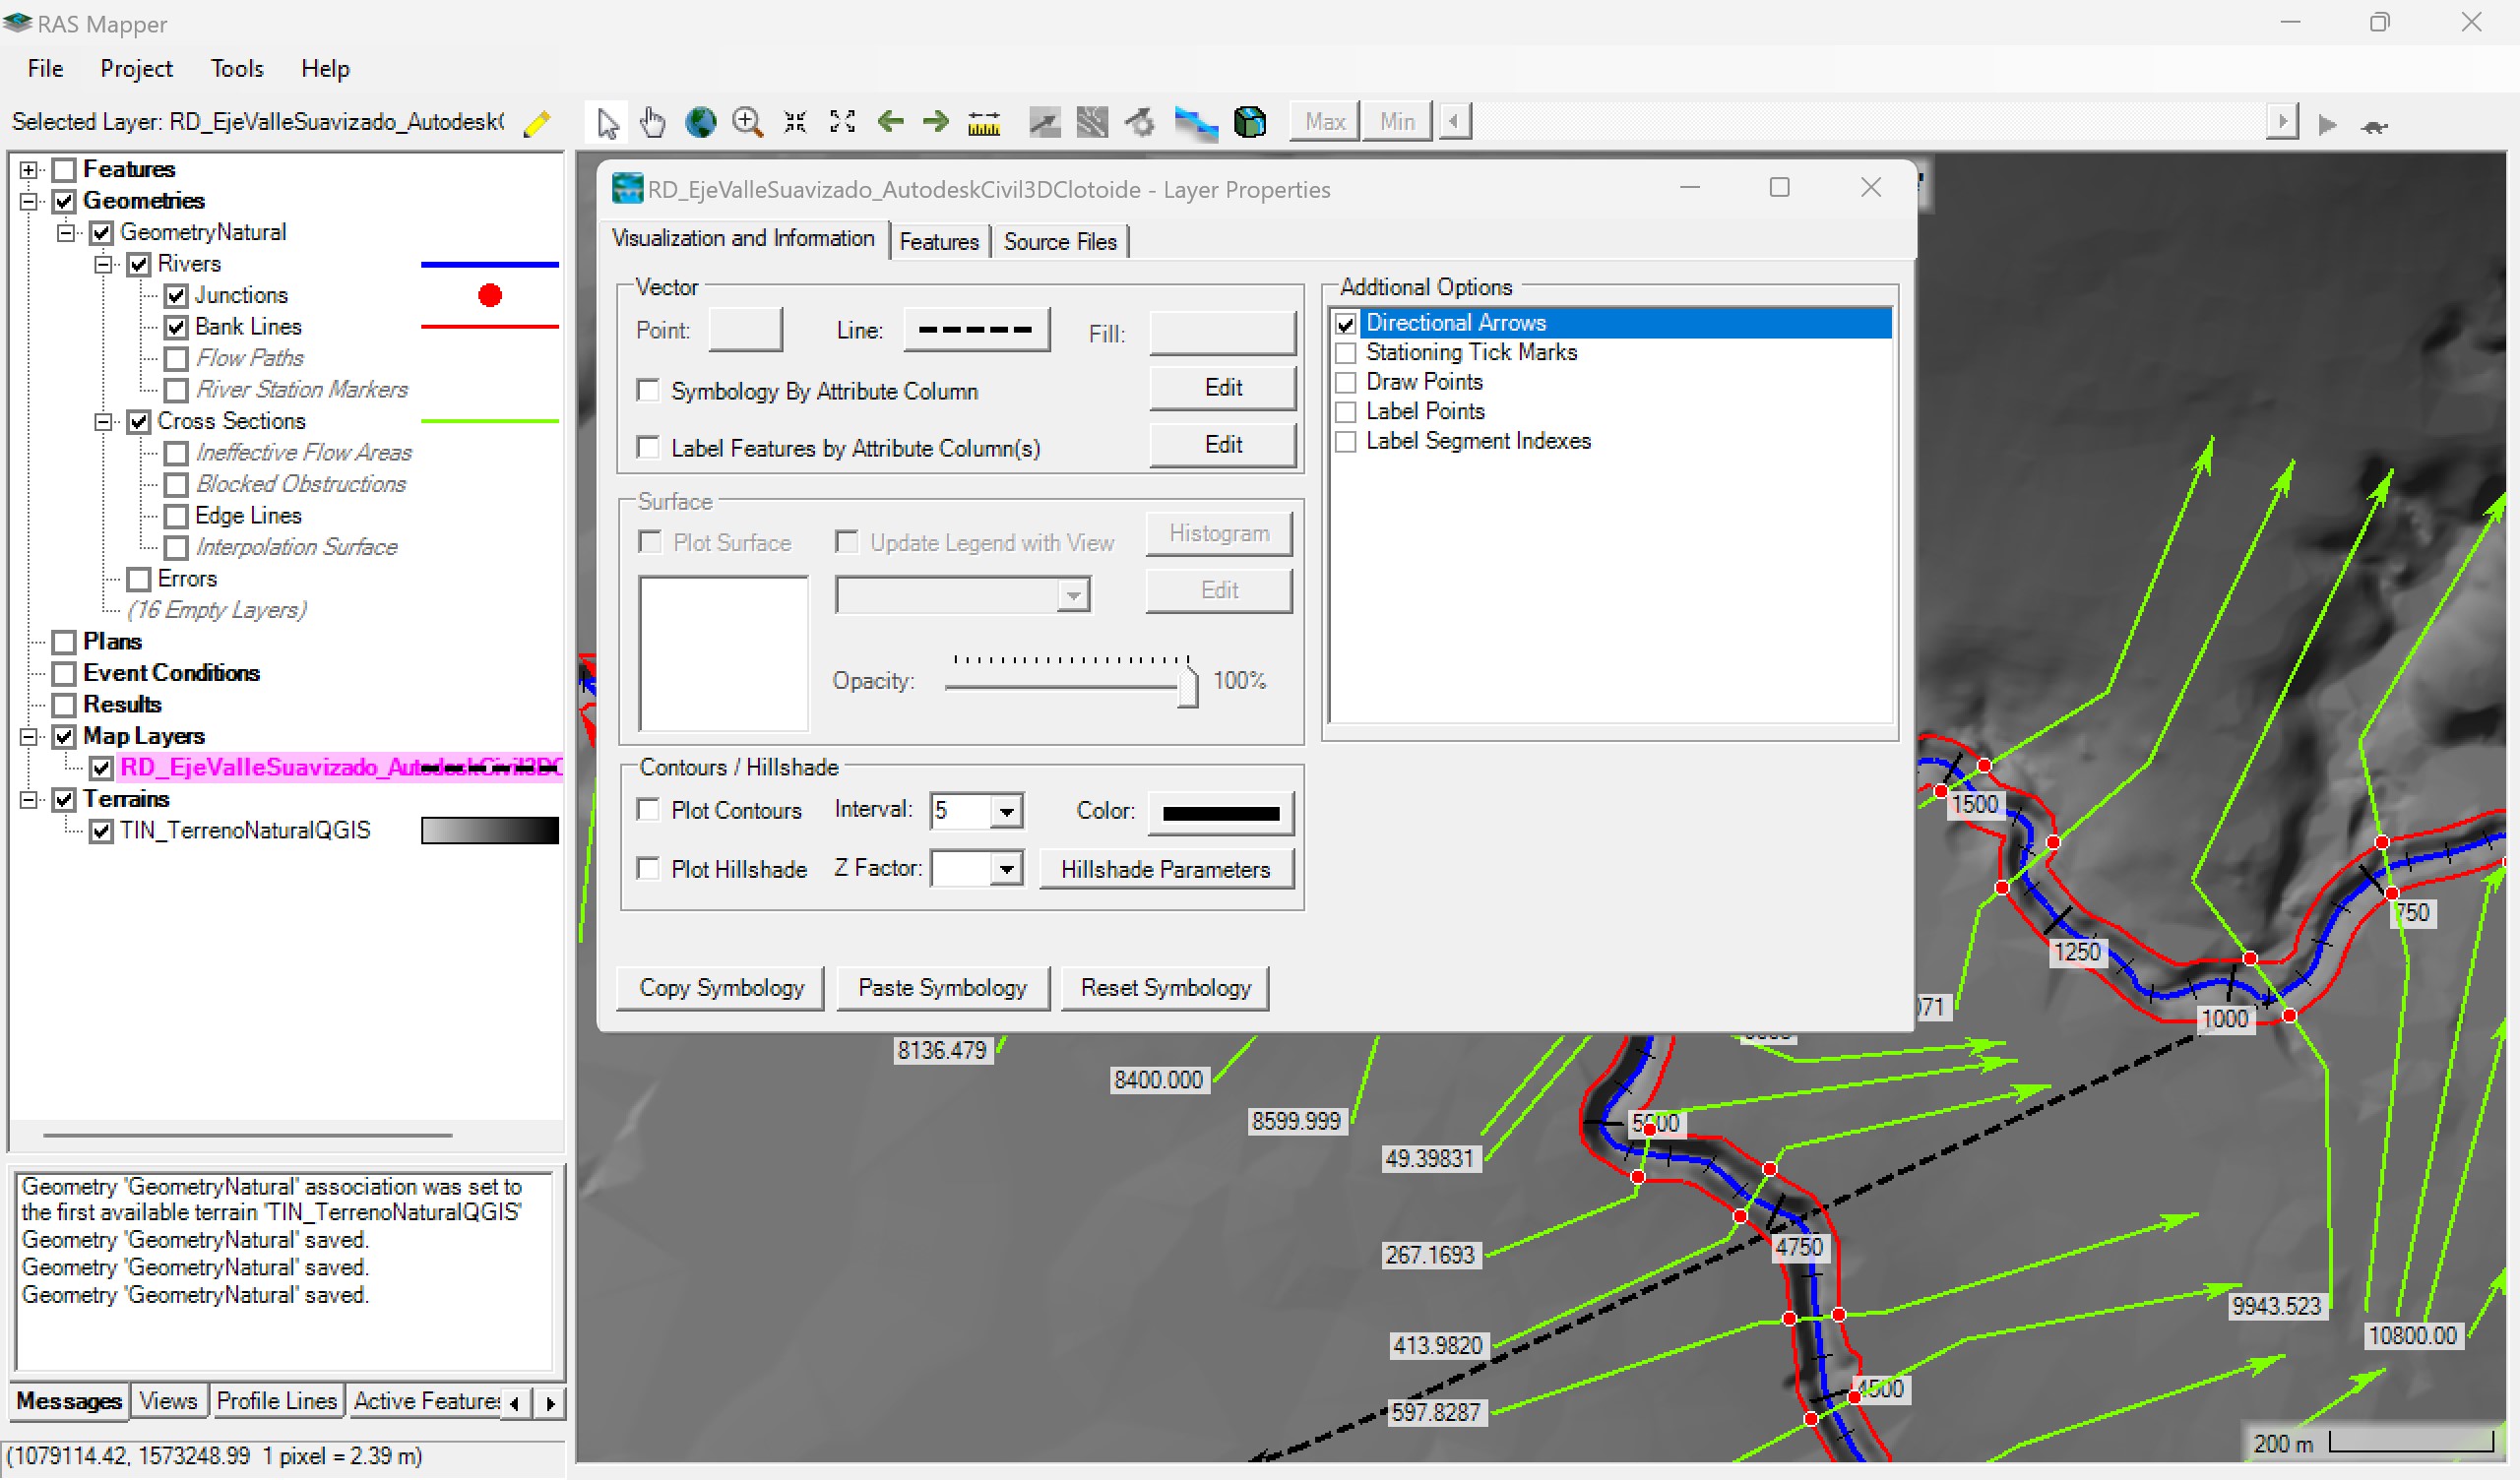 RAS Mapper
File Project Tools Help
Selected Layer: RD_EjeValleSuavizado_Autodesk
Max Min
Features
Geometries
GeometryNatural
Rivers
Junctions
Bank Lines
Flow Paths
River Station Markers
Cross Sections
Ineffective Flow Areas
Blocked Obstructions
Edge Lines
Interpolation Surface
Errors
(16 Empty Layers)
Plans
Event Conditions
Results
Map Layers
RD_EjeValleSuavizado_AutodeskCivil3DC
Terrains
TIN_TerrenoNaturalQGIS
Geometry 'GeometryNatural' association was set to
the first available terrain 'TIN_TerrenoNaturalQGIS'
Geometry 'GeometryNatural' saved.
Geometry 'GeometryNatural' saved.
Geometry 'GeometryNatural' saved.
Messages Views Profile Lines Active Features
(1079114.42, 1573248.99 1 pixel = 2.39 m)
RD_EjeValleSuavizado_AutodeskCivil3DClotoide - Layer Properties
Visualization and Information Features Source Files
Vector
Point: Line: Fill:
Symbology By Attribute Column Edit
Label Features by Attribute Column(s) Edit
Surface
Plot Surface Update Legend with View Histogram
Edit
Opacity: 100%
Contours / Hillshade
Plot Contours Interval: 5 Color:
Plot Hillshade Z Factor: Hillshade Parameters
Copy Symbology Paste Symbology Reset Symbology
Addtional Options
Directional Arrows
Stationing Tick Marks
Draw Points
Label Points
Label Segment Indexes
1500
750
1250
071
1000
8136.479
8400.000
8599.999
49.39831
267.1693
4750
9943.523
10800.00
413.9820
4500
597.8287
200 m